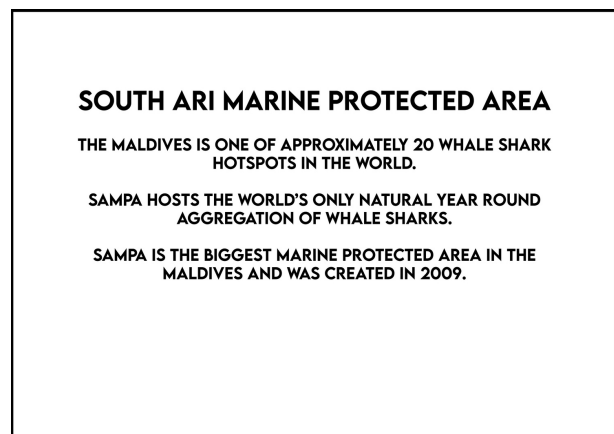 SOUTH ARI MARINE PROTECTED AREA
THE MALDIVES IS ONE OF APPROXIMATELY 20 WHALE SHARK
HOTSPOTS IN THE WORLD.
SAMPA HOSTS THE WORLD'S ONLY NATURAL YEAR ROUND
AGGREGATION OF WHALE SHARKS.
SAMPA IS THE BIGGEST MARINE PROTECTED AREA IN THE
MALDIVES AND WAS CREATED IN 2009.